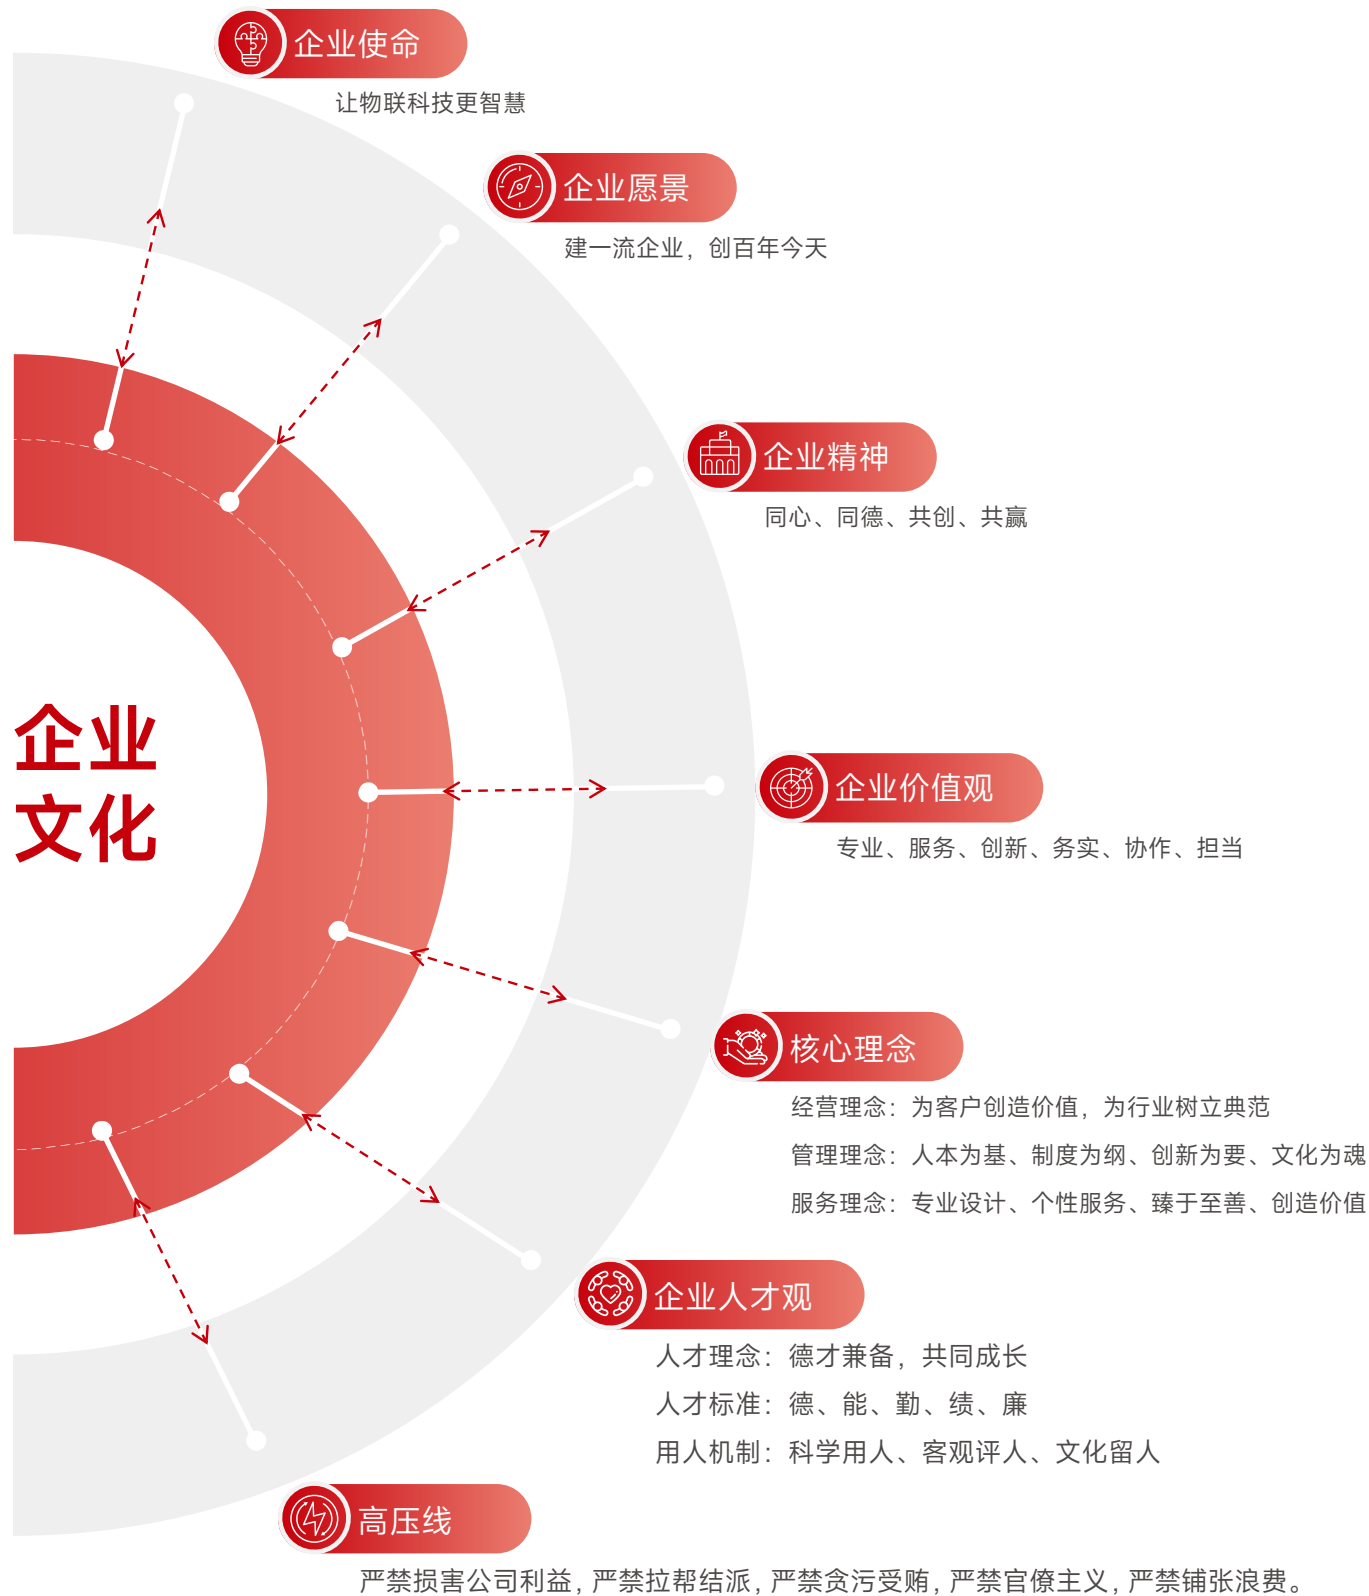 企业使命
让物联科技更智慧
企业愿景
建一流企业，创百年今天
企业精神
同心、同德、共创、共赢
企业
文化
企业价值观
专业、服务、创新、务实、协作、担当
核心理念
经营理念：为客户创造价值，为行业树立典范
管理理念：人本为基、制度为纲、创新为要、文化为魂
服务理念：专业设计、个性服务、臻于至善、创造价值
企业人才观
人才理念：德才兼备，共同成长
人才标准：德、能、勤、绩、廉
用人机制：科学用人、客观评人、文化留人
高压线
严禁损害公司利益，严禁拉帮结派，严禁贪污受贿，严禁官僚主义，严禁铺张浪费。